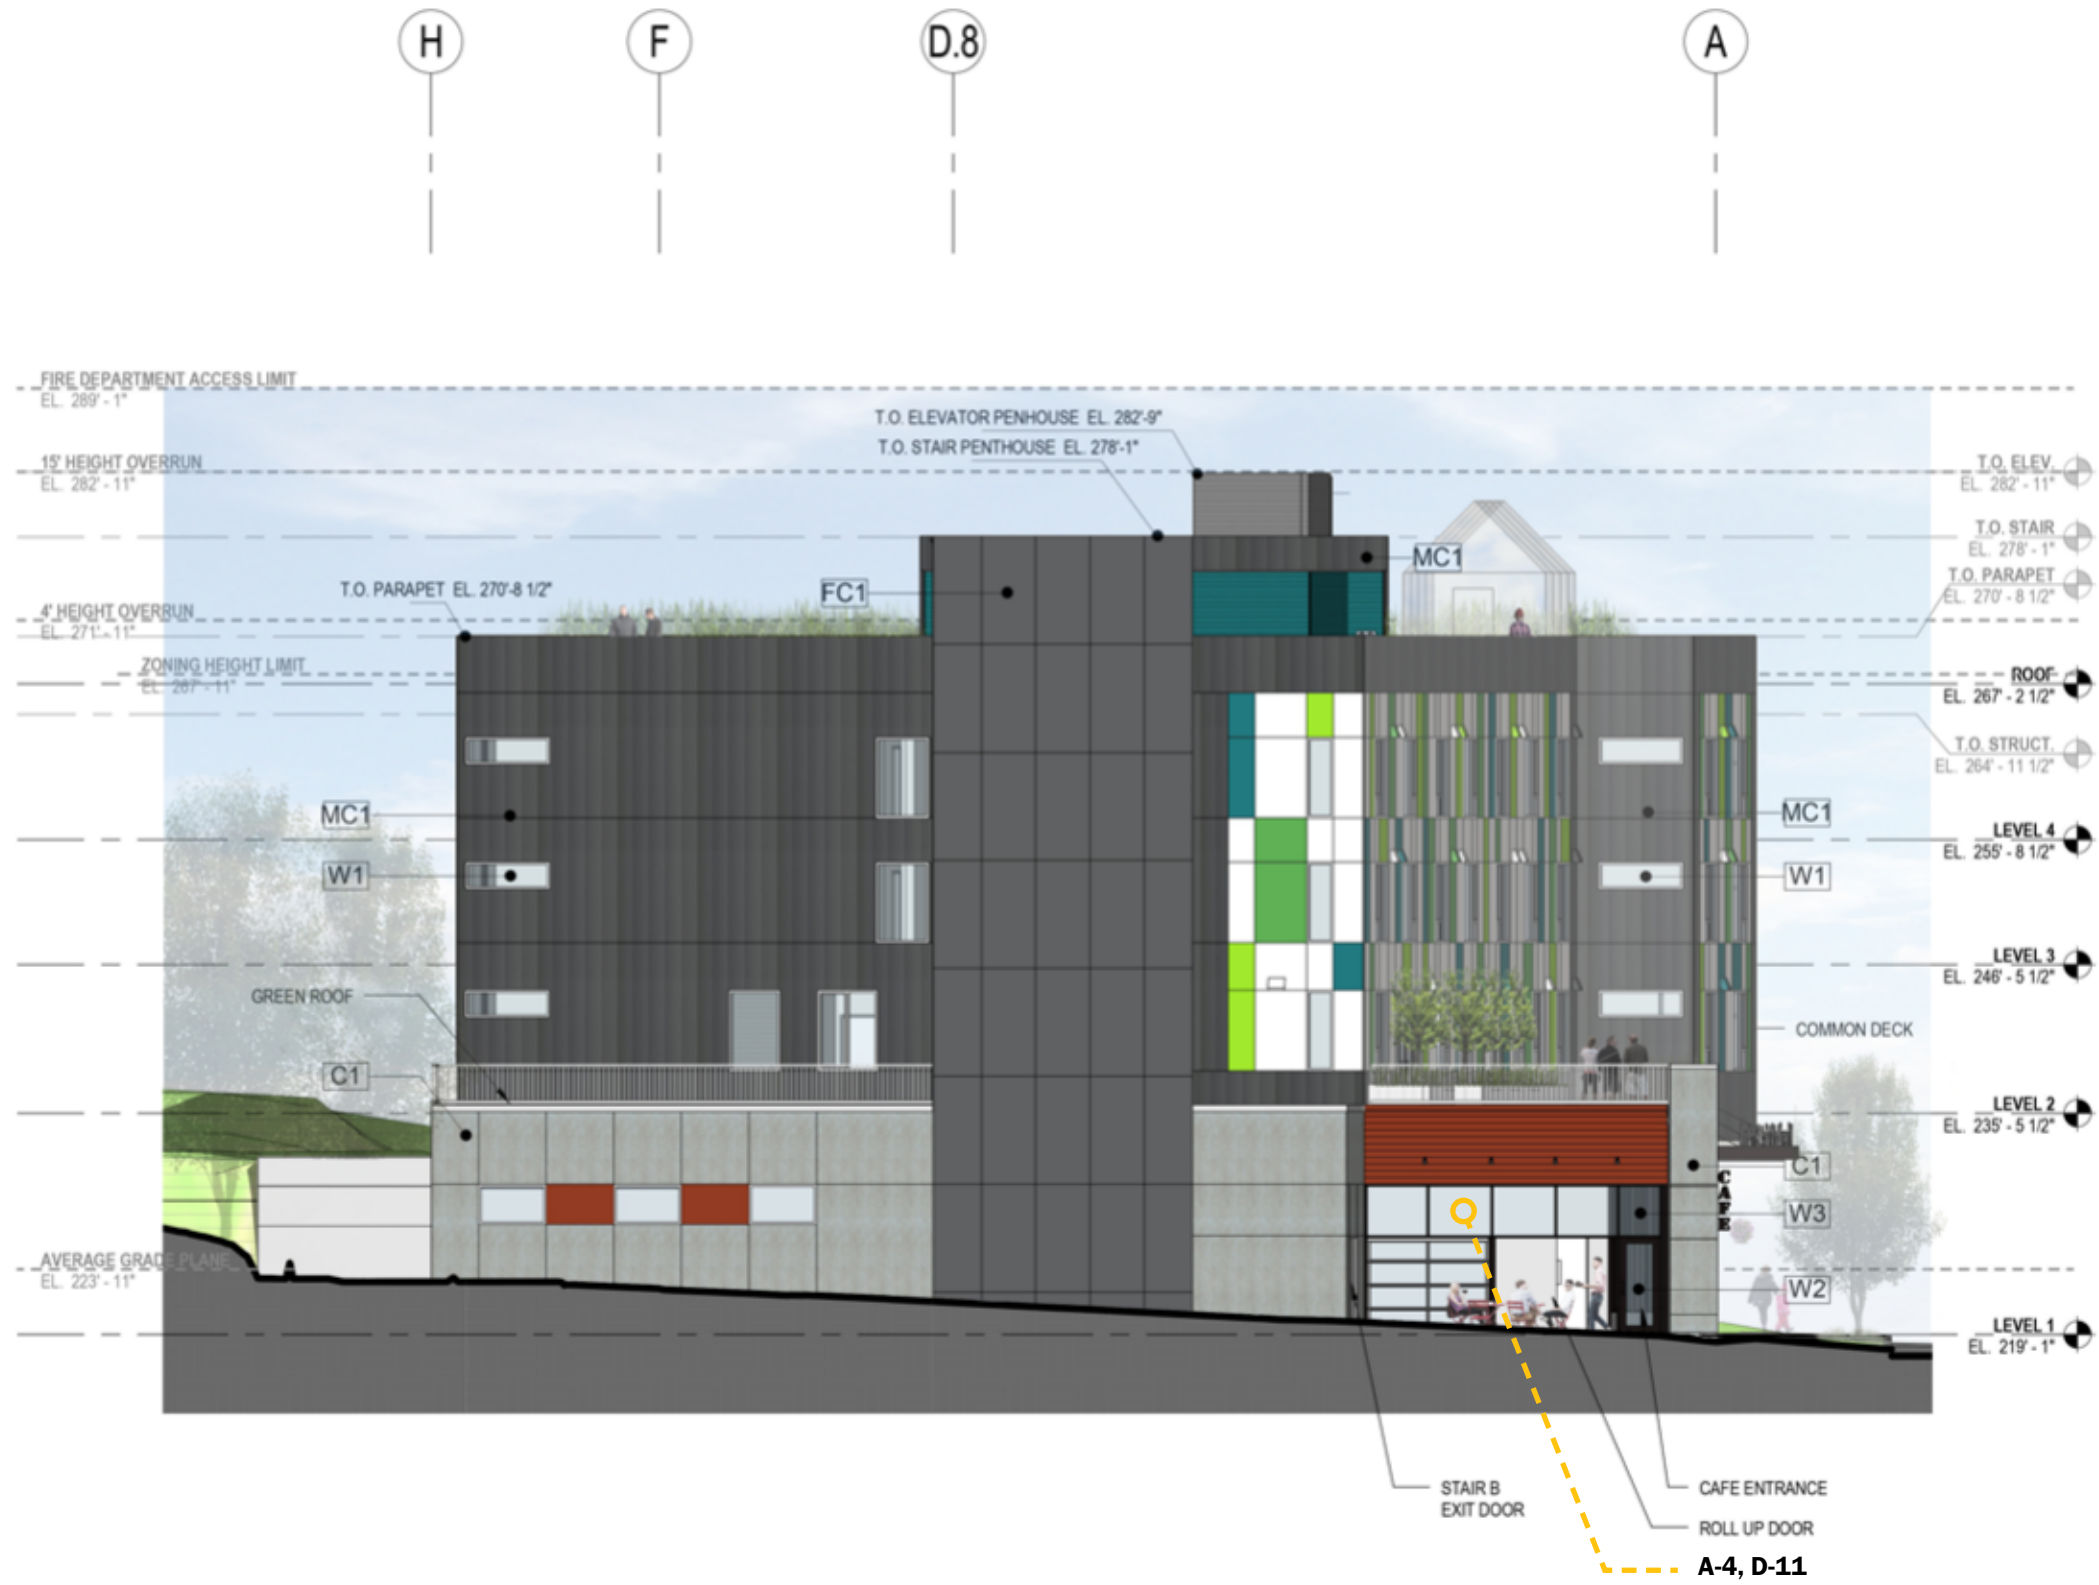 H
F
D.8
A
FIRE DEPARTMENT ACCESS LIMIT
EL. 289' - 1"
T.O. ELEVATOR PENHOUSE EL. 282'-9"
T.O. STAIR PENTHOUSE EL. 278'-1"
15' HEIGHT OVERRUN
EL. 282' - 11"
T.O. ELEV.
EL. 282' - 11"
T.O. STAIR
EL. 278' - 1"
MC1
T.O. PARAPET
EL. 270' - 8 1/2"
T.O. PARAPET EL. 270'-8 1/2"
FC1
4' HEIGHT OVERRUN
EL. 271' - 11"
ZONING HEIGHT LIMIT
EL. 267' - 11"
ROOF
EL. 267' - 2 1/2"
T.O. STRUCT.
EL. 264' - 11 1/2"
MC1
MC1
LEVEL 4
EL. 255' - 8 1/2"
W1
W1
LEVEL 3
EL. 246' - 5 1/2"
GREEN ROOF
COMMON DECK
C1
LEVEL 2
EL. 235' - 5 1/2"
C1
CAFE
W3
AVERAGE GRADE PLANE
EL. 223' - 11"
W2
LEVEL 1
EL. 219' - 1"
STAIR B
EXIT DOOR
CAFE ENTRANCE
ROLL UP DOOR
A-4, D-11